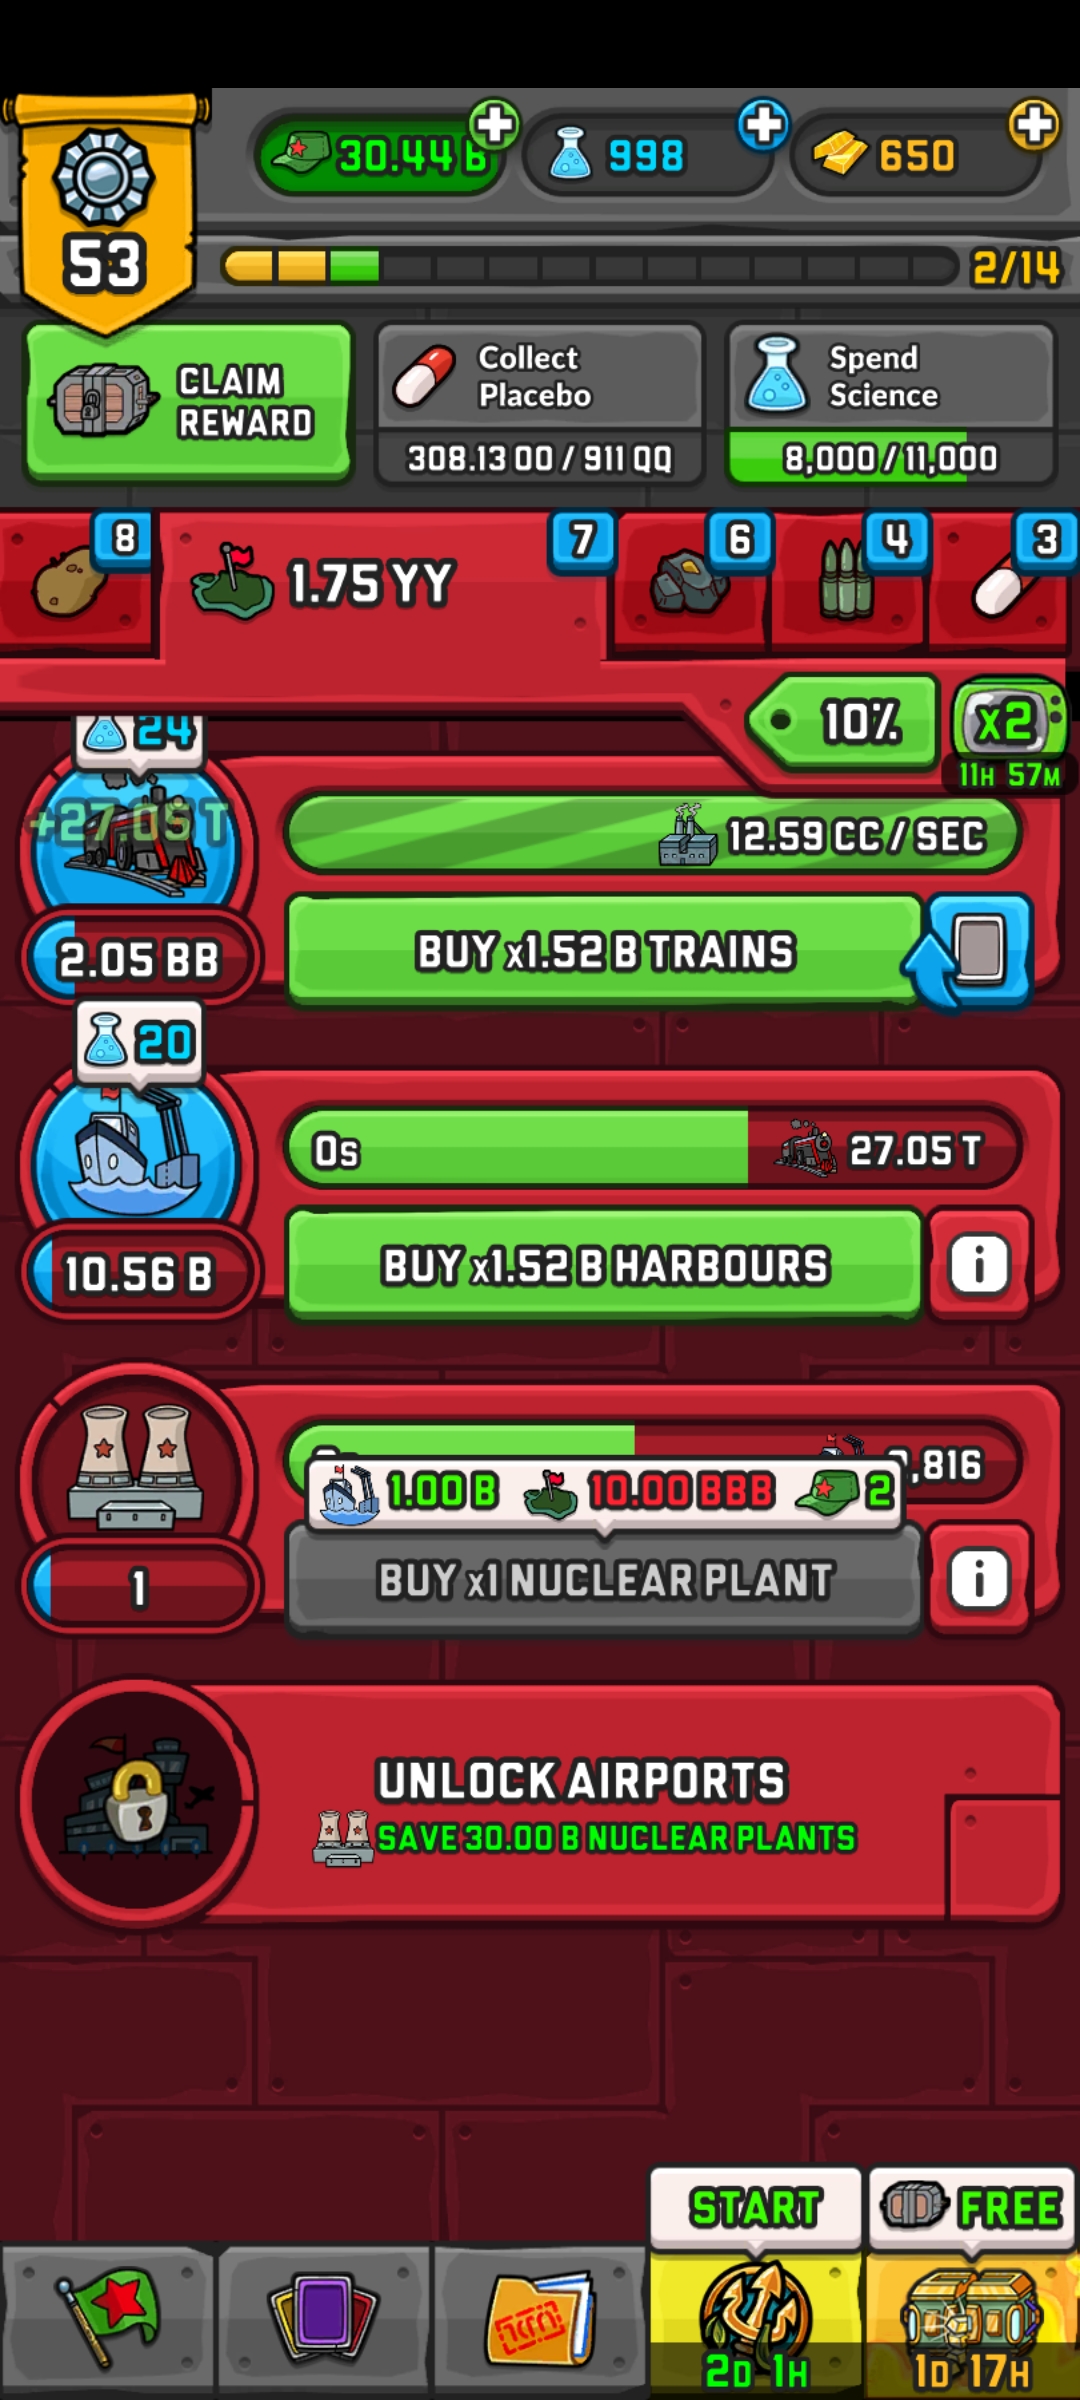 30.44 B
998
650
53
2/14
CLAIM
REWARD
Collect
Placebo
308.13 OO / 911 QQ
Spend
Science
8,000 / 11,000
8
1.75 YY
7
6
4
3
10%
x2
11H 57M
24
+27.05 T
12.59 CC / SEC
2.05 BB
BUY x1.52 B TRAINS
20
0s
27.05 T
10.56 B
BUY x1.52 B HARBOURS
i
,816
1.00 B
10.00 BBB
2
1
BUY x1 NUCLEAR PLANT
i
UNLOCK AIRPORTS
SAVE 30.00 B NUCLEAR PLANTS
START
FREE
2D 1H
1D 17H